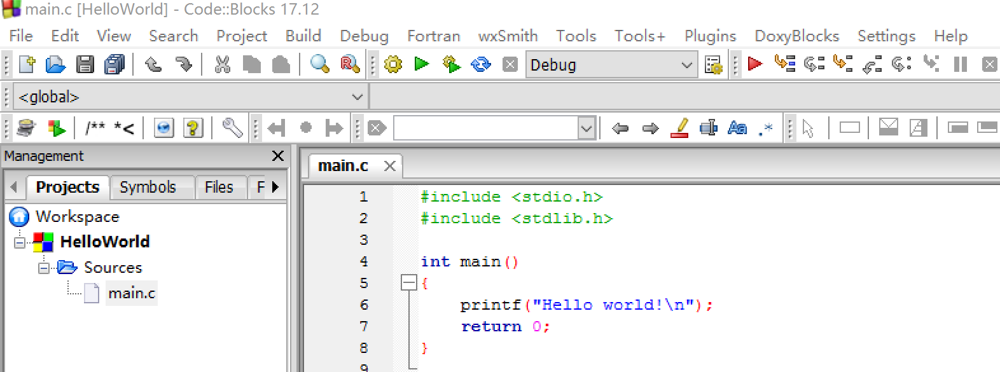 main.c [HelloWorld] - Code::Blocks 17.12
File Edit View Search Project Build Debug Fortran wxSmith Tools Tools+ Plugins DoxyBlocks Settings Help
Debug
<global>
/** *<
Management
main.c
Projects Symbols Files F
1 #include <stdio.h>
2 #include <stdlib.h>
3
4 int main()
5 {
6 printf("Hello world!\n");
7 return 0;
8 }
9
Workspace
HelloWorld
Sources
main.c